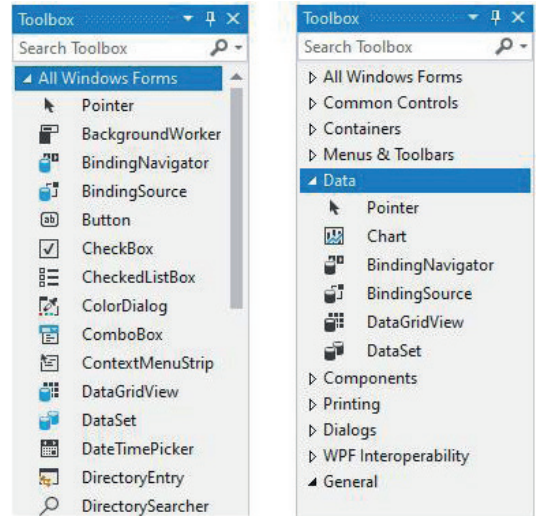 Toolbox
Search Toolbox
All Windows Forms
Pointer
BackgroundWorker
BindingNavigator
BindingSource
Button
CheckBox
CheckedListBox
ColorDialog
ComboBox
ContextMenuStrip
DataGridView
DataSet
DateTimePicker
DirectoryEntry
DirectorySearcher
Toolbox
Search Toolbox
All Windows Forms
Common Controls
Containers
Menus & Toolbars
Data
Pointer
Chart
BindingNavigator
BindingSource
DataGridView
DataSet
Components
Printing
Dialogs
WPF Interoperability
General